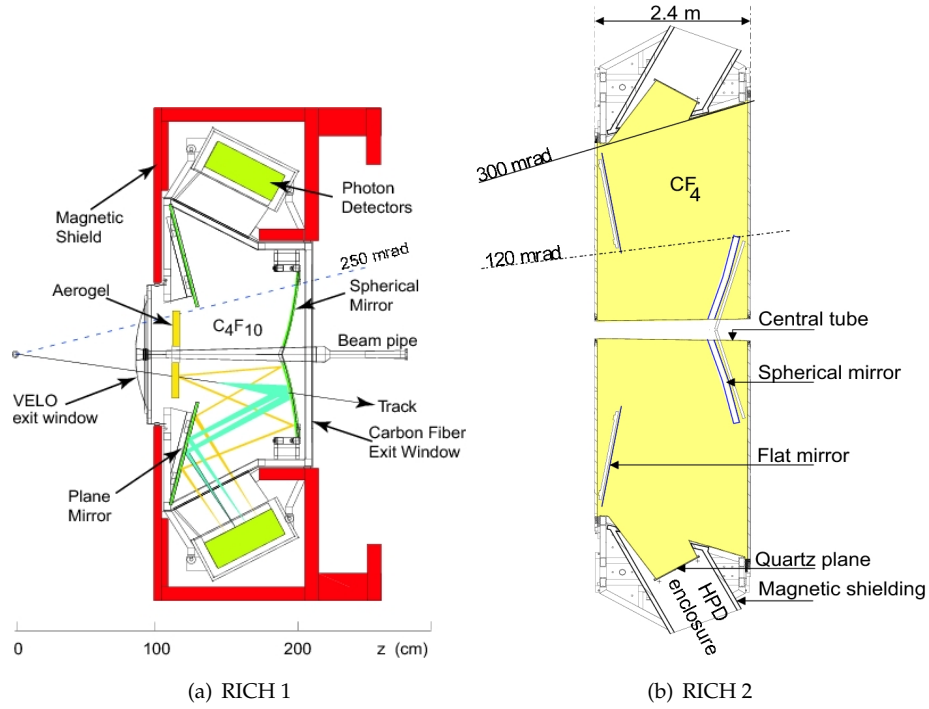 Magnetic
Shield
Aerogel
VELO
exit window
Plane
Mirror
C4F10
Photon
Detectors
250 mrad
Spherical
Mirror
Beam pipe
Track
Carbon Fiber
Exit Window
0
100
200
z (cm)
(a) RICH 1
2.4 m
300 mrad
CF4
120 mrad
Central tube
Spherical mirror
Flat mirror
Quartz plane
Magnetic shielding
HPD
enclosure
(b) RICH 2